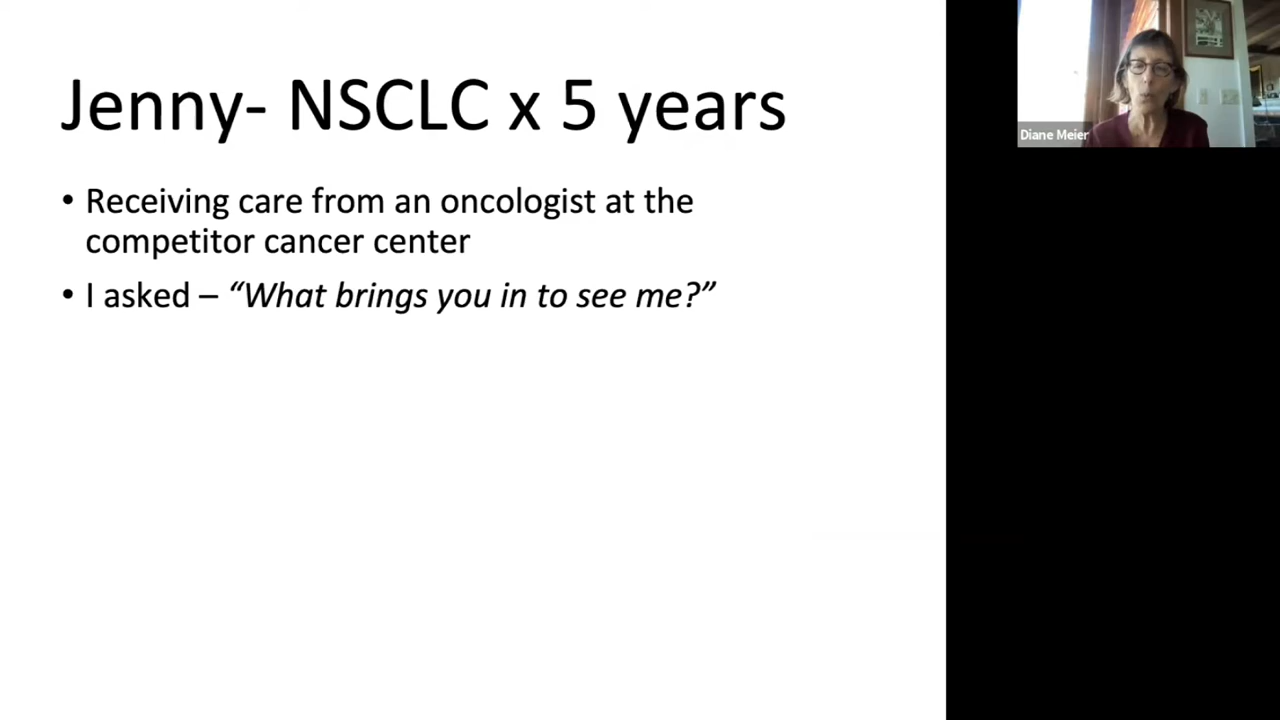 Jenny- NSCLC x 5 years
• Receiving care from an oncologist at the
competitor cancer center
• I asked – “What brings you in to see me?”
Diane Meier